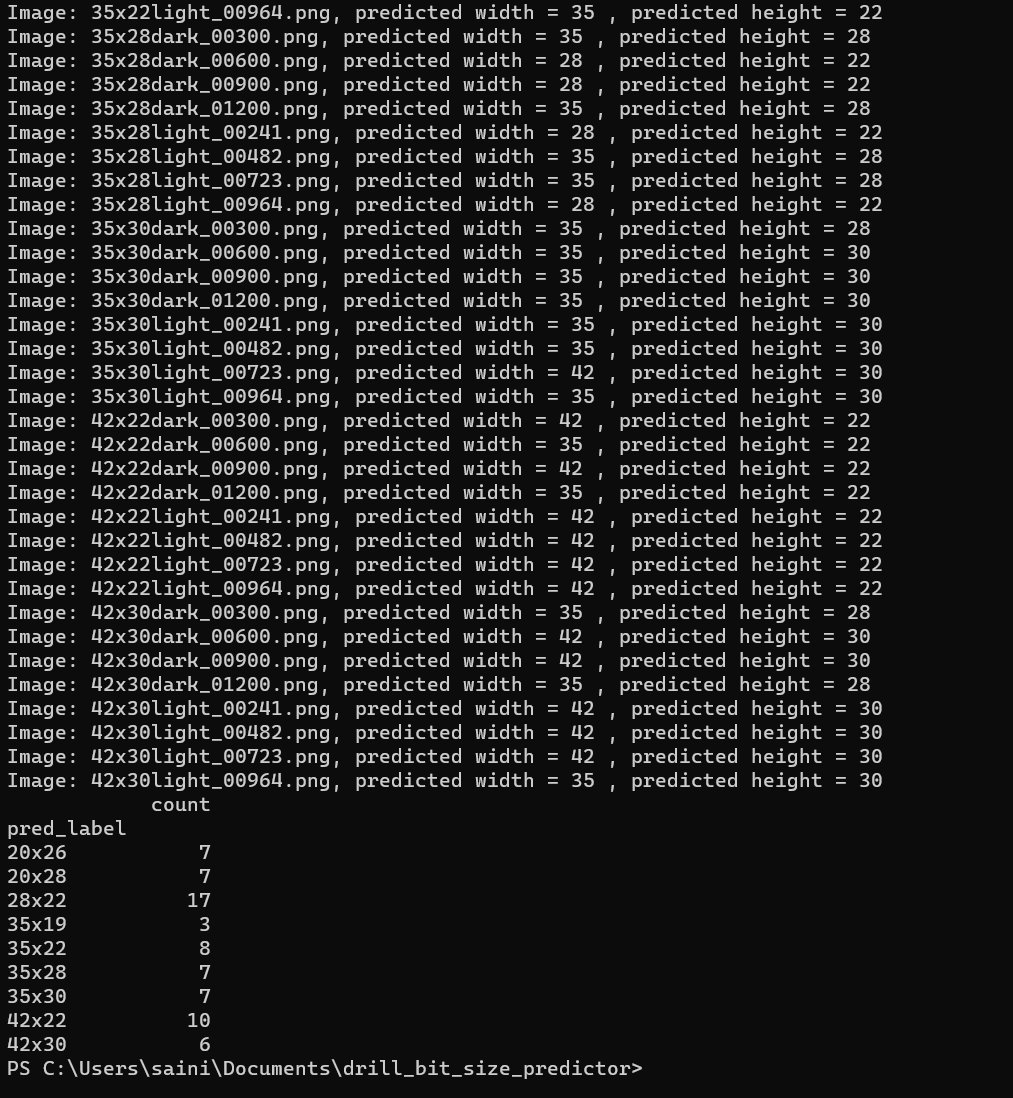 Image: 35x22light_00964.png, predicted width = 35 , predicted height = 22
Image: 35x28dark_00300.png, predicted width = 35 , predicted height = 28
Image: 35x28dark_00600.png, predicted width = 28 , predicted height = 22
Image: 35x28dark_00900.png, predicted width = 28 , predicted height = 22
Image: 35x28dark_01200.png, predicted width = 35 , predicted height = 28
Image: 35x28light_00241.png, predicted width = 28 , predicted height = 22
Image: 35x28light_00482.png, predicted width = 35 , predicted height = 28
Image: 35x28light_00723.png, predicted width = 35 , predicted height = 28
Image: 35x28light_00964.png, predicted width = 28 , predicted height = 22
Image: 35x30dark_00300.png, predicted width = 35 , predicted height = 28
Image: 35x30dark_00600.png, predicted width = 35 , predicted height = 30
Image: 35x30dark_00900.png, predicted width = 35 , predicted height = 30
Image: 35x30dark_01200.png, predicted width = 35 , predicted height = 30
Image: 35x30light_00241.png, predicted width = 35 , predicted height = 30
Image: 35x30light_00482.png, predicted width = 35 , predicted height = 30
Image: 35x30light_00723.png, predicted width = 42 , predicted height = 30
Image: 35x30light_00964.png, predicted width = 35 , predicted height = 30
Image: 42x22dark_00300.png, predicted width = 42 , predicted height = 22
Image: 42x22dark_00600.png, predicted width = 35 , predicted height = 22
Image: 42x22dark_00900.png, predicted width = 42 , predicted height = 22
Image: 42x22dark_01200.png, predicted width = 35 , predicted height = 22
Image: 42x22light_00241.png, predicted width = 42 , predicted height = 22
Image: 42x22light_00482.png, predicted width = 42 , predicted height = 22
Image: 42x22light_00723.png, predicted width = 42 , predicted height = 22
Image: 42x22light_00964.png, predicted width = 42 , predicted height = 22
Image: 42x30dark_00300.png, predicted width = 35 , predicted height = 28
Image: 42x30dark_00600.png, predicted width = 42 , predicted height = 30
Image: 42x30dark_00900.png, predicted width = 42 , predicted height = 30
Image: 42x30dark_01200.png, predicted width = 35 , predicted height = 28
Image: 42x30light_00241.png, predicted width = 42 , predicted height = 30
Image: 42x30light_00482.png, predicted width = 42 , predicted height = 30
Image: 42x30light_00723.png, predicted width = 42 , predicted height = 30
Image: 42x30light_00964.png, predicted width = 35 , predicted height = 30
count
pred_label
20x26 7
20x28 7
28x22 17
35x19 3
35x22 8
35x28 7
35x30 7
42x22 10
42x30 6
PS C:\Users\saini\Documents\drill_bit_size_predictor>